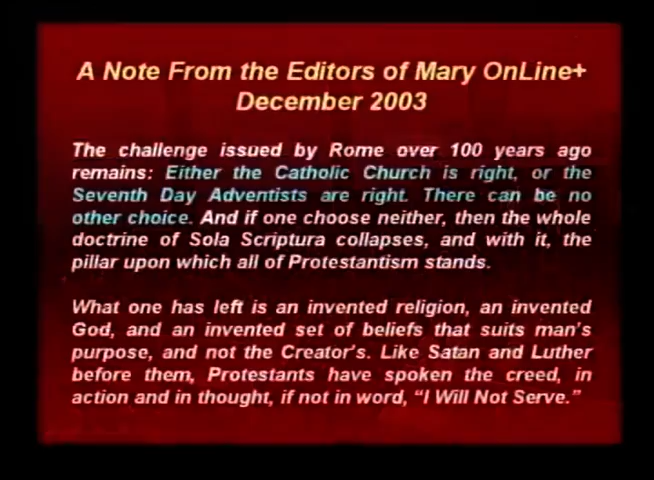 A Note From the Editors of Mary OnLine+
December 2003
The challenge issued by Rome over 100 years ago
remains: Either the Catholic Church is right, or the
Seventh Day Adventists are right. There can be no
other choice. And if one choose neither, then the whole
doctrine of Sola Scriptura collapses, and with it, the
pillar upon which all of Protestantism stands.
What one has left is an invented religion, an invented
God, and an invented set of beliefs that suits man's
purpose, and not the Creator's. Like Satan and Luther
before them, Protestants have spoken the creed, in
action and in thought, if not in word, "I Will Not Serve."